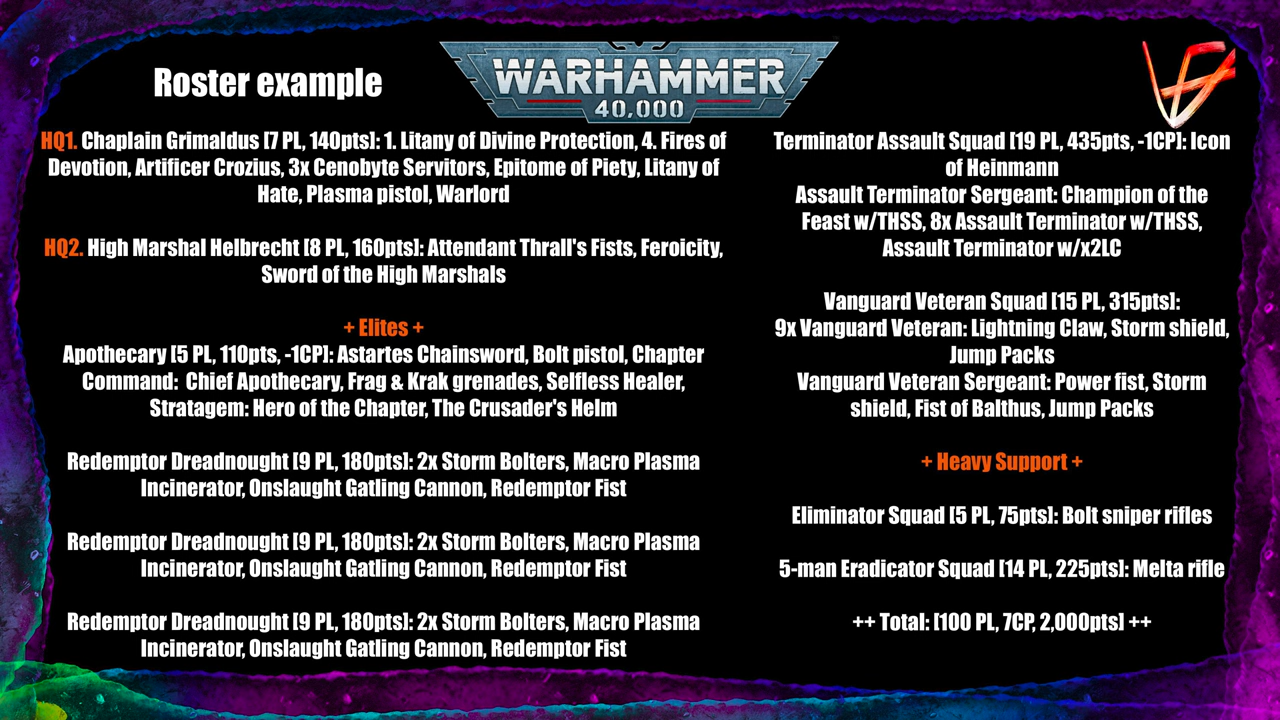 Roster example
WARHAMMER
40,000
HQ1. Chaplain Grimaldus [7 PL, 140pts]: 1. Litany of Divine Protection, 4. Fires of
Devotion, Artificer Crozius, 3x Cenobyte Servitors, Epitome of Piety, Litany of
Hate, Plasma pistol, Warlord
HQ2. High Marshal Helbrecht [8 PL, 160pts]: Attendant Thrall's Fists, Feroicity,
Sword of the High Marshals
+ Elites +
Apothecary [5 PL, 110pts, -1CP]: Astartes Chainsword, Bolt pistol, Chapter
Command: Chief Apothecary, Frag & Krak grenades, Selfless Healer,
Stratagem: Hero of the Chapter, The Crusader's Helm
Redemptor Dreadnought [9 PL, 180pts]: 2x Storm Bolters, Macro Plasma
Incinerator, Onslaught Gatling Cannon, Redemptor Fist
Redemptor Dreadnought [9 PL, 180pts]: 2x Storm Bolters, Macro Plasma
Incinerator, Onslaught Gatling Cannon, Redemptor Fist
Redemptor Dreadnought [9 PL, 180pts]: 2x Storm Bolters, Macro Plasma
Incinerator, Onslaught Gatling Cannon, Redemptor Fist
Terminator Assault Squad [19 PL, 435pts, -1CP]: Icon
of Heinmann
Assault Terminator Sergeant: Champion of the
Feast w/THSS, 8x Assault Terminator w/THSS,
Assault Terminator w/x2LC
Vanguard Veteran Squad [15 PL, 315pts]:
9x Vanguard Veteran: Lightning Claw, Storm shield,
Jump Packs
Vanguard Veteran Sergeant: Power fist, Storm
shield, Fist of Balthus, Jump Packs
+ Heavy Support +
Eliminator Squad [5 PL, 75pts]: Bolt sniper rifles
5-man Eradicator Squad [14 PL, 225pts]: Melta rifle
++ Total: [100 PL, 7CP, 2,000pts] ++